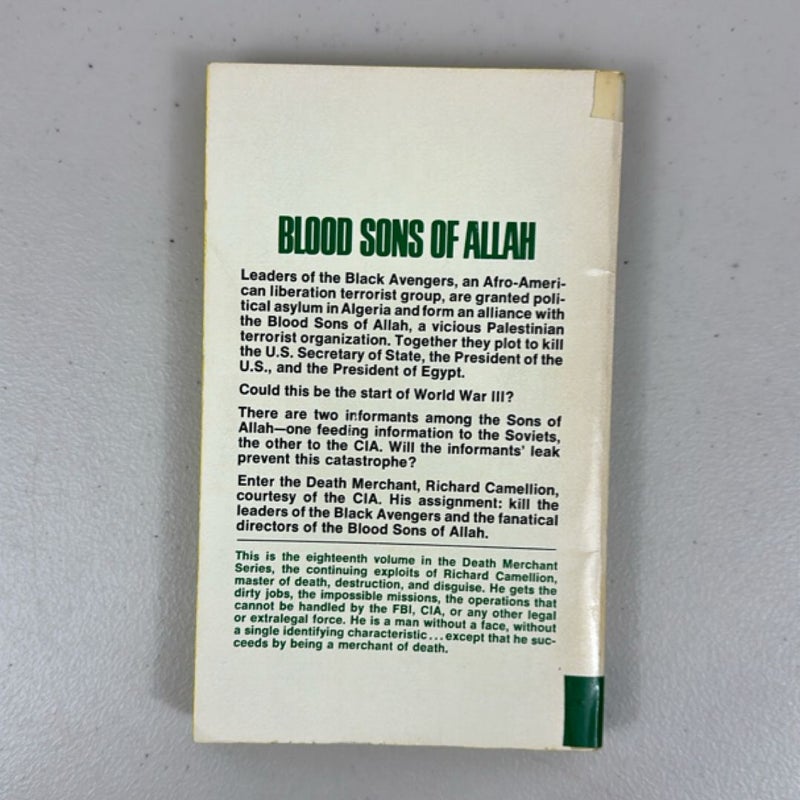 BLOOD SONS OF ALLAH
Leaders of the Black Avengers, an Afro-Ameri-
can liberation terrorist group, are granted poli-
tical asylum in Algeria and form an alliance with
the Blood Sons of Allah, a vicious Palestinian
terrorist organization. Together they plot to kill
the U.S. Secretary of State, the President of the
U.S., and the President of Egypt.
Could this be the start of World War III?
There are two informants among the Sons of
Allah—one feeding information to the Soviets,
the other to the CIA. Will the informants' leak
prevent this catastrophe?
Enter the Death Merchant, Richard Camellion,
courtesy of the CIA. His assignment: kill the
leaders of the Black Avengers and the fanatical
directors of the Blood Sons of Allah.
This is the eighteenth volume in the Death Merchant
Series, the continuing exploits of Richard Camellion,
master of death, destruction, and disguise. He gets the
dirty jobs, the impossible missions, the operations that
cannot be handled by the FBI, CIA, or any other legal
or extralegal force. He is a man without a face, without
a single identifying characteristic...except that he suc-
ceeds by being a merchant of death.